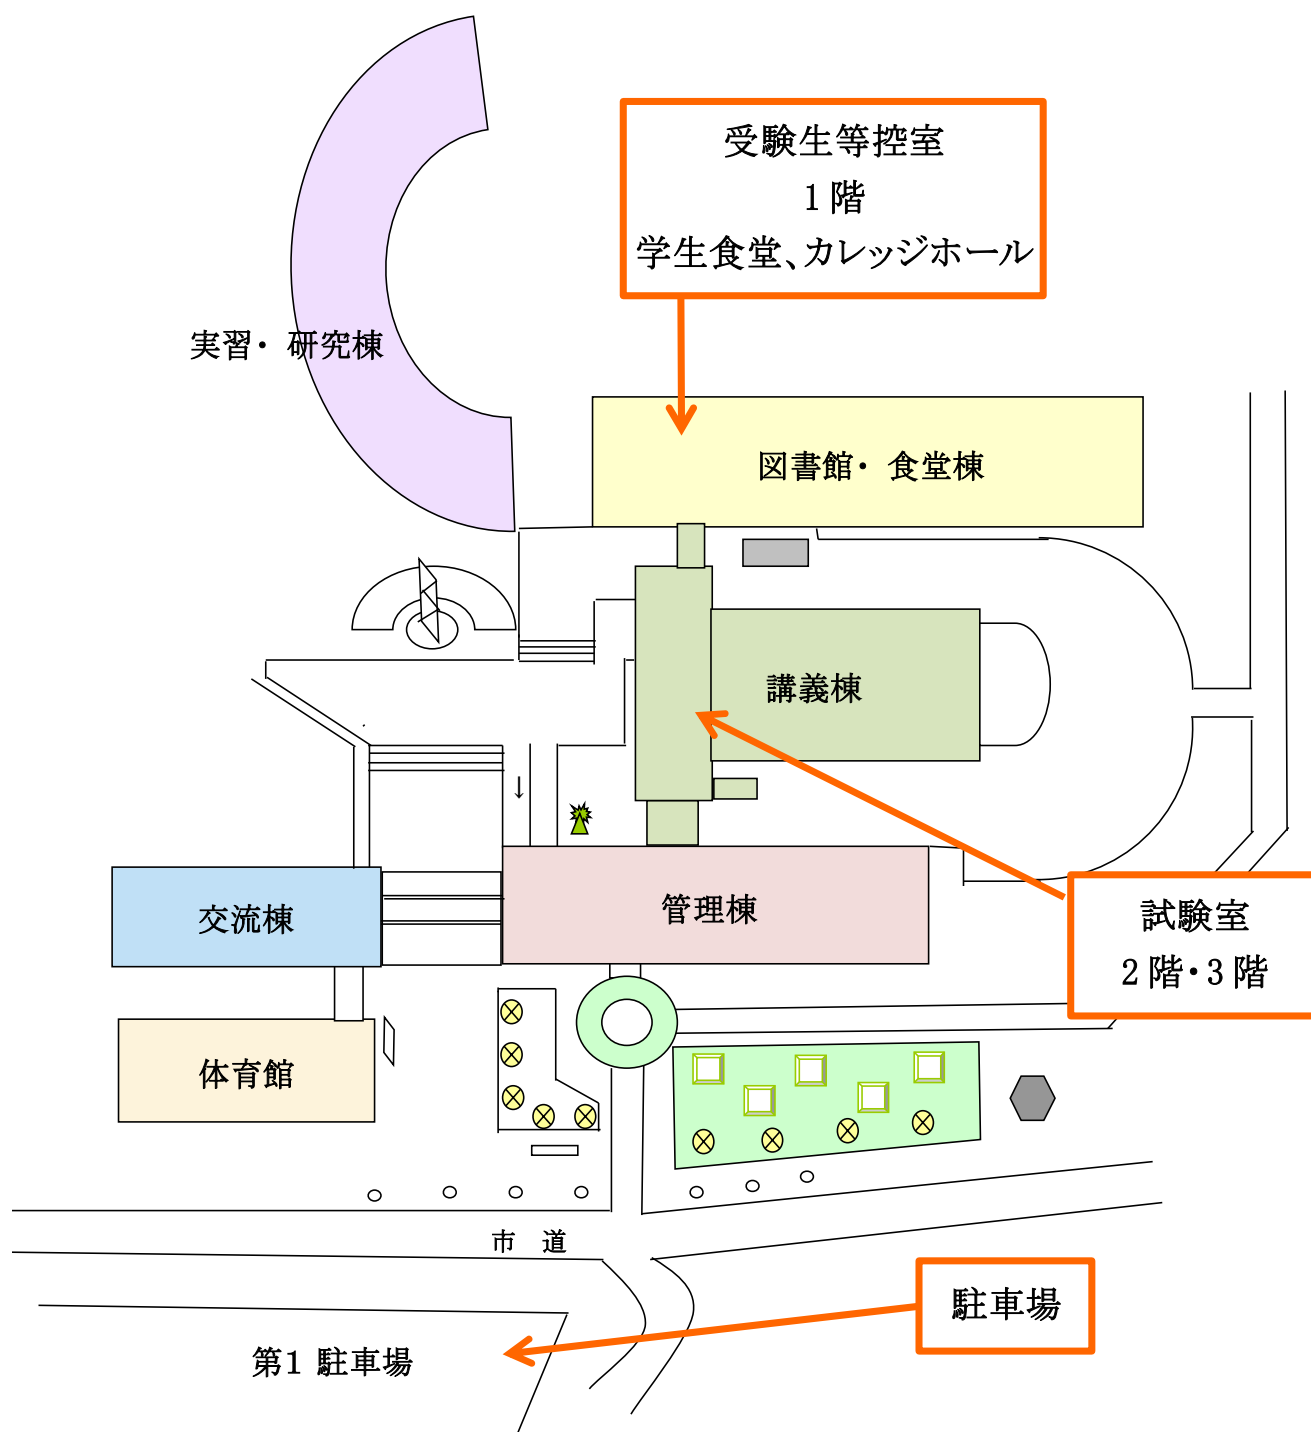 受験生等控室
1階
学生食堂、カレッジホール
実習・研究棟
図書館・食堂棟
講義棟
↓
交流棟
管理棟
試験室
2階・3階
体育館
市 道
駐車場
第1 駐車場